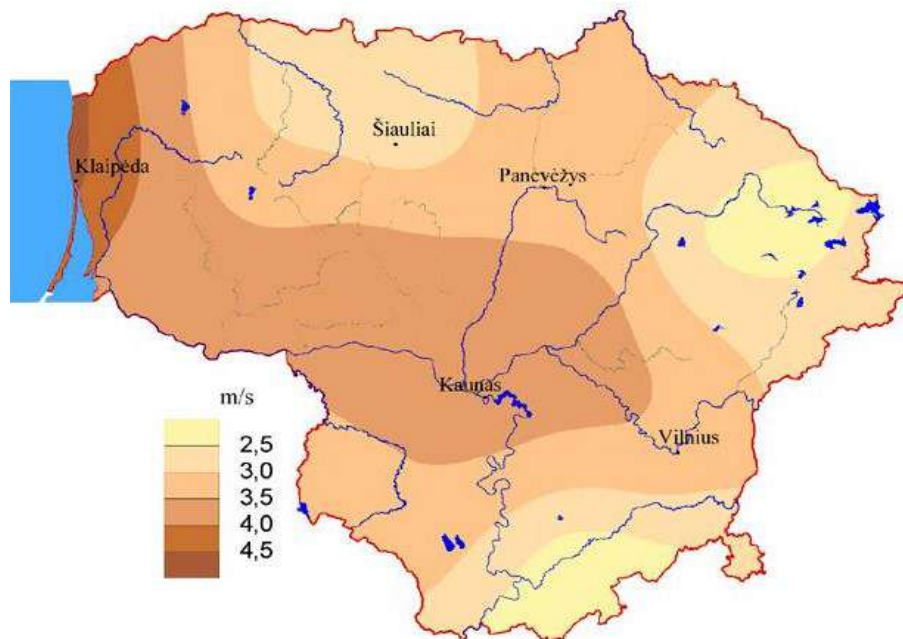 Šiauliai
Klaipėda
Panevėžys
Kaunas
Vilnius
m/s
2,5
3,0
3,5
4,0
4,5